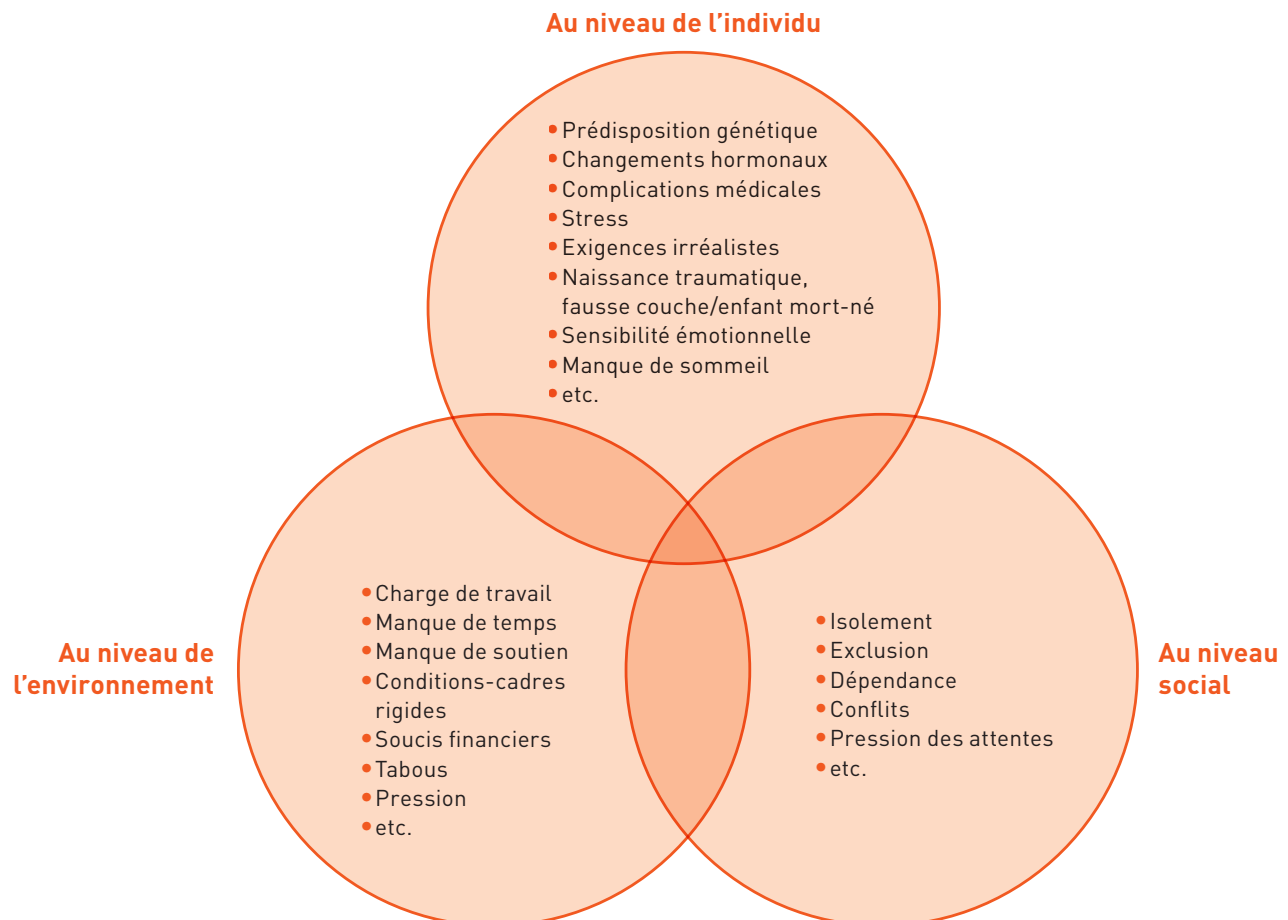 Au niveau de l’individu
• Prédisposition génétique
• Changements hormonaux
• Complications médicales
• Stress
• Exigences irréalistes
• Naissance traumatique,
fausse couche/enfant mort-né
• Sensibilité émotionnelle
• Manque de sommeil
• etc.
Au niveau de
l’environnement
• Charge de travail
• Manque de temps
• Manque de soutien
• Conditions-cadres
rigides
• Soucis financiers
• Tabous
• Pression
• etc.
• Isolement
• Exclusion
• Dépendance
• Conflits
• Pression des attentes
• etc.
Au niveau
social